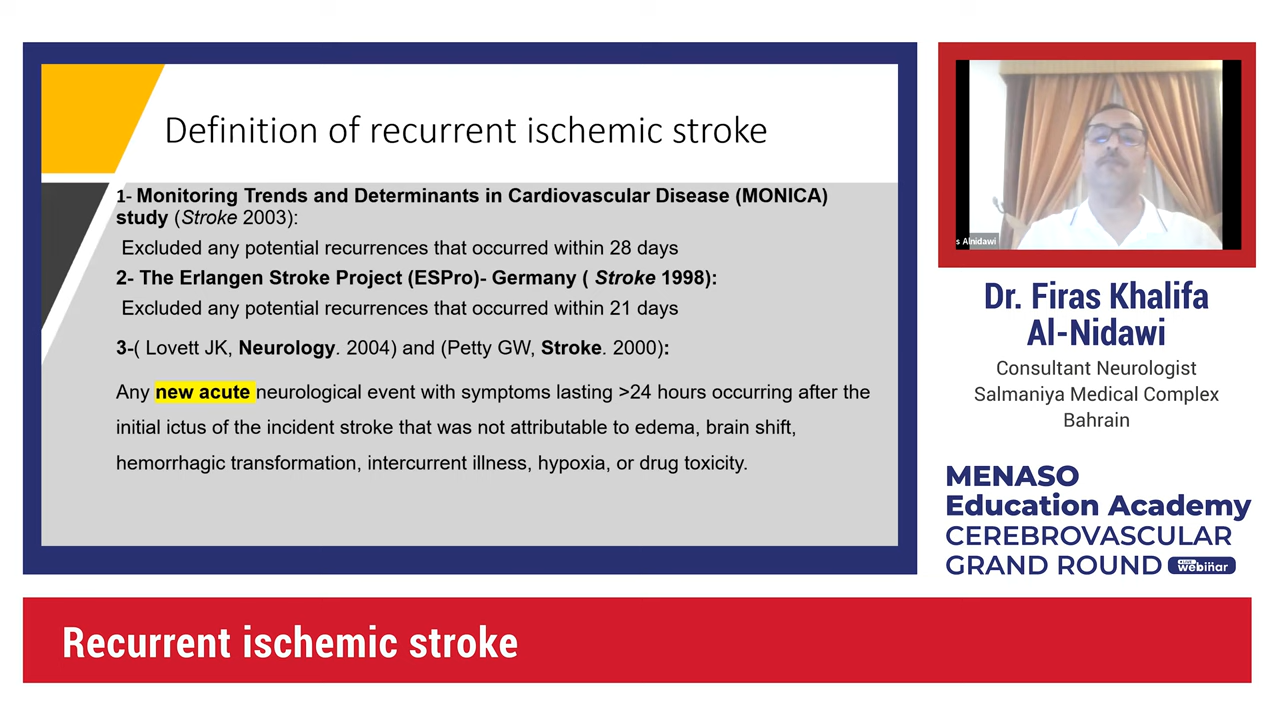 Definition of recurrent ischemic stroke
1- Monitoring Trends and Determinants in Cardiovascular Disease (MONICA)
study (Stroke 2003):
Excluded any potential recurrences that occurred within 28 days
2- The Erlangen Stroke Project (ESPro)- Germany ( Stroke 1998):
Excluded any potential recurrences that occurred within 21 days
3-( Lovett JK, Neurology. 2004) and (Petty GW, Stroke. 2000):
Any new acute neurological event with symptoms lasting >24 hours occurring after the
initial ictus of the incident stroke that was not attributable to edema, brain shift,
hemorrhagic transformation, intercurrent illness, hypoxia, or drug toxicity.
s Alnidawi
Dr. Firas Khalifa
Al-Nidawi
Consultant Neurologist
Salmaniya Medical Complex
Bahrain
MENASO
Education Academy
CEREBROVASCULAR
GRAND ROUND webinar
Recurrent ischemic stroke